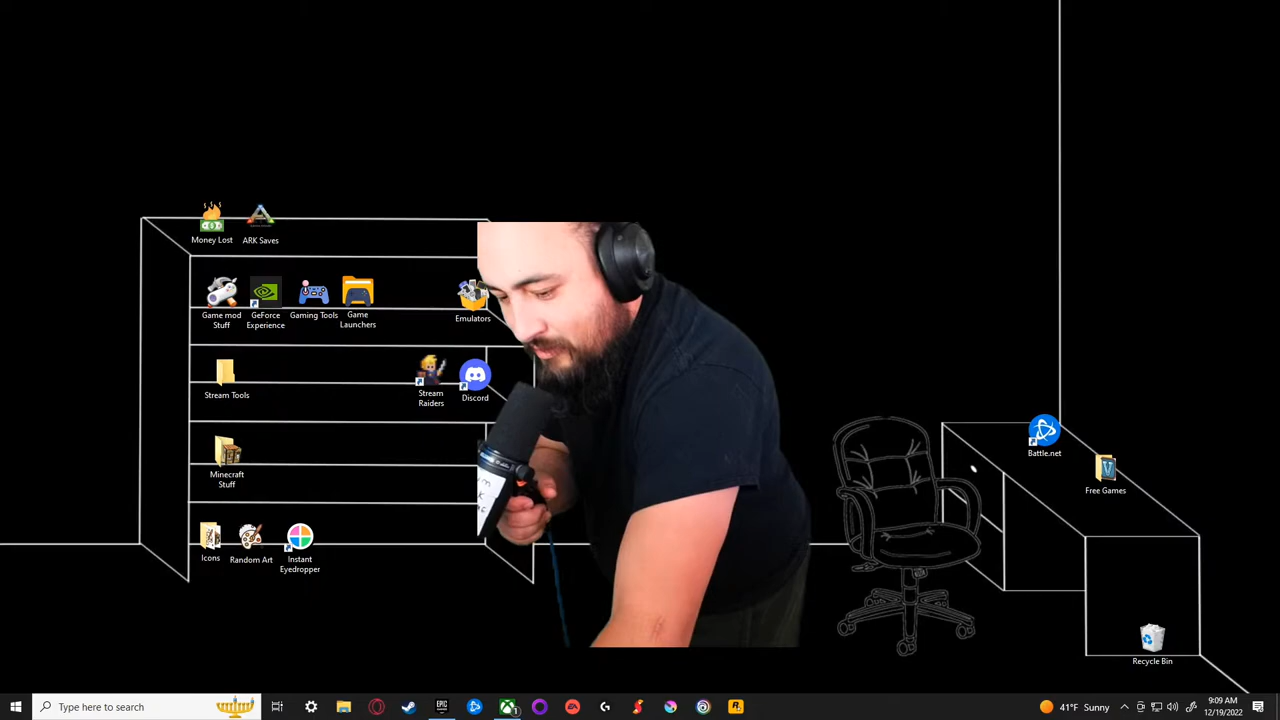 Money Lost
ARK Saves
Game mod
Stuff
GeForce
Experience
Gaming Tools
Game
Launchers
Emulators
Stream Tools
Stream
Raiders
Discord
Minecraft
Stuff
Icons
Random Art
Instant
Eyedropper
Battle.net
Free Games
Recycle Bin
Type here to search
EPIC
EA
41°F Sunny
9:09 AM
12/19/2022